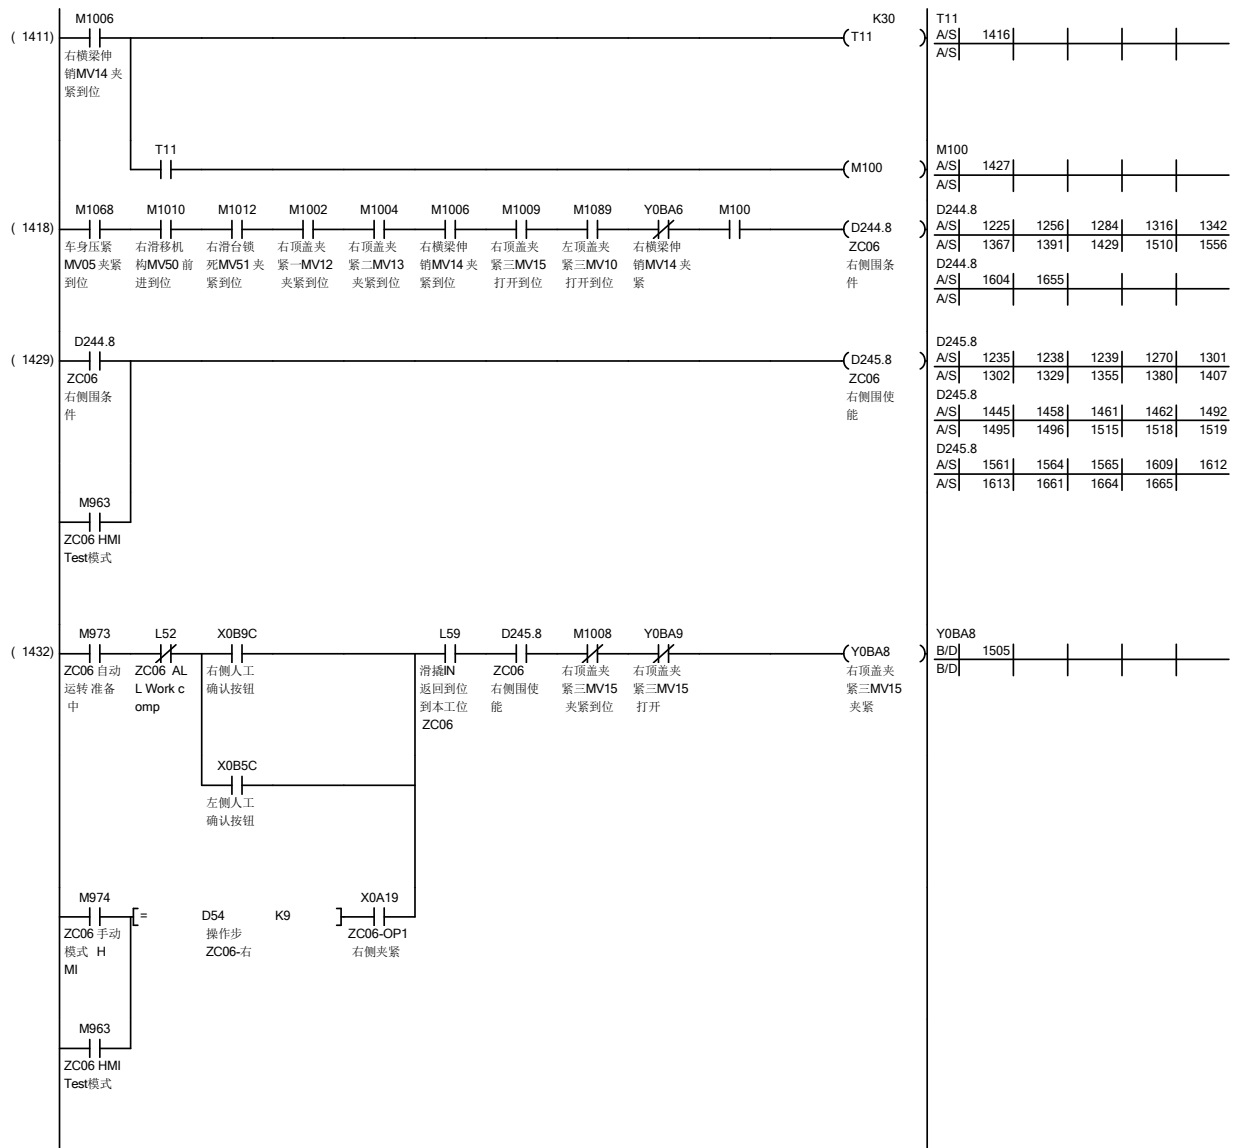 M1006
K30
T11
( 1411)
T11
A/S 1416
A/S
右横梁伸
销MV14 夹
紧到位
T11
M100
M100
A/S 1427
A/S
M1068 M1010 M1012 M1002 M1004 M1006 M1009 M1089 Y0BA6 M100
( 1418)
D244.8
车身压紧 右滑移机 右滑台锁 右顶盖夹 右顶盖夹 右横梁伸 右顶盖夹 左顶盖夹 右横梁伸 ZC06
MV05 夹紧 构MV50 前 死MV51 夹 紧一MV12 紧二MV13 销MV14 夹 紧三MV15 紧三MV10 销MV14 夹 右侧围条
到位 进到位 紧到位 夹紧到位 夹紧到位 紧到位 打开到位 打开到位 紧 件
D244.8
A/S 1225 1256 1284 1316 1342
A/S 1367 1391 1429 1510 1556
D244.8
A/S 1604 1655
A/S
D244.8
( 1429)
D245.8
ZC06 ZC06
右侧围条 右侧围使
件 能
D245.8
A/S 1235 1238 1239 1270 1301
A/S 1302 1329 1355 1380 1407
D245.8
A/S 1445 1458 1461 1462 1492
A/S 1495 1496 1515 1518 1519
D245.8
A/S 1561 1564 1565 1609 1612
A/S 1613 1661 1664 1665
M963
ZC06 HMI
Test模式
M973 L52 X0B9C L59 D245.8 M1008 Y0BA9
( 1432)
Y0BA8
ZC06 自动 ZC06 AL 右侧人工 滑撬IN ZC06 右顶盖夹 右顶盖夹 右顶盖夹
运转 准备 L Work c 确认按钮 返回到位 右侧围使 紧三MV15 紧三MV15 紧三MV15
中 omp 到本工位 能 夹紧到位 打开 夹紧
ZC06
Y0BA8
B/D 1505
B/D
X0B5C
左侧人工
确认按钮
M974 X0A19
= D54 K9
ZC06 手动 操作步 ZC06-OP1
模式 H ZC06-右 右侧夹紧
MI
M963
ZC06 HMI
Test模式